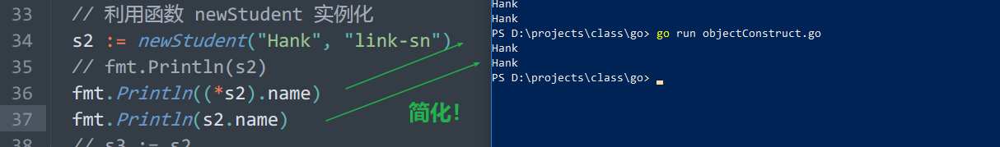 33 // 利用函数 newStudent 实例化
34 s2 := newStudent("Hank", "link-sn")
35 // fmt.Println(s2)
36 fmt.Println((*s2).name)
37 fmt.Println(s2.name)
38 // s3 := s2
简化！
Hank
Hank
PS D:\projects\class\go> go run objectConstruct.go
Hank
Hank
PS D:\projects\class\go>